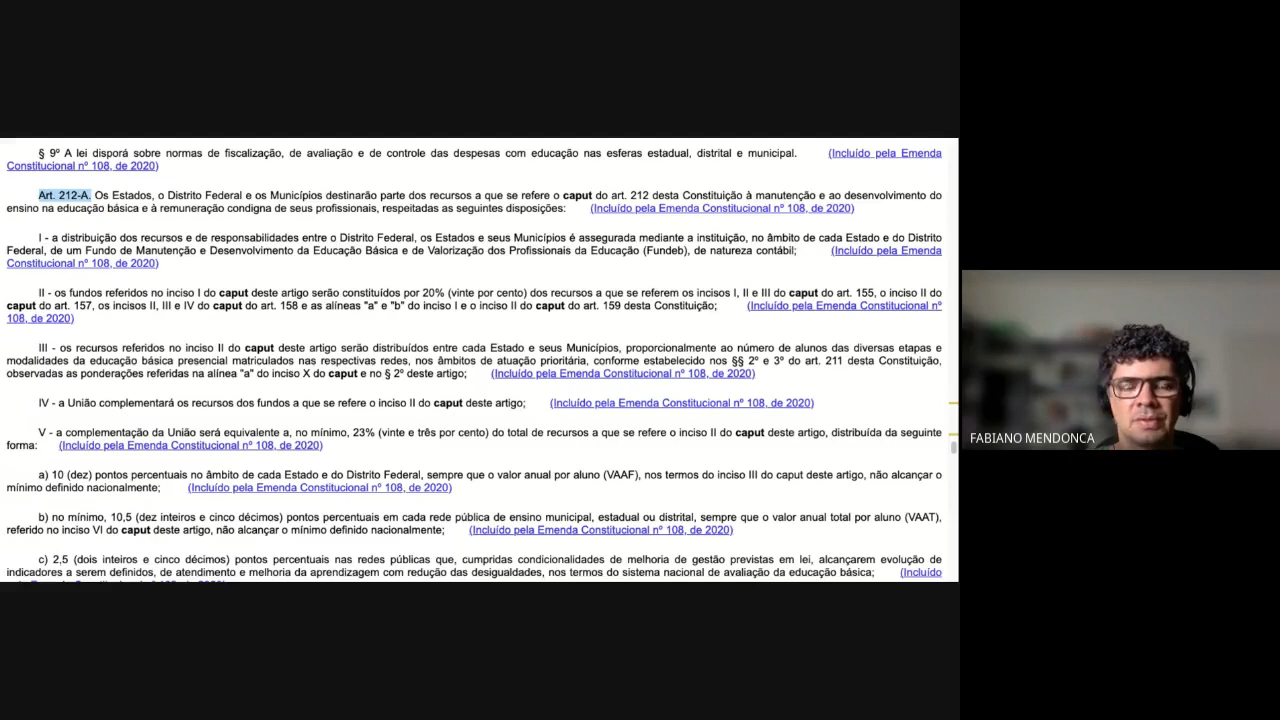 § 9º A lei disporá sobre normas de fiscalização, de avaliação e de controle das despesas com educação nas esferas estadual, distrital e municipal. (Incluído pela Emenda
Constitucional nº 108, de 2020)
Art. 212-A. Os Estados, o Distrito Federal e os Municípios destinarão parte dos recursos a que se refere o caput do art. 212 desta Constituição à manutenção e ao desenvolvimento do
ensino na educação básica e à remuneração condigna de seus profissionais, respeitadas as seguintes disposições: (Incluído pela Emenda Constitucional nº 108, de 2020)
I - a distribuição dos recursos e de responsabilidades entre o Distrito Federal, os Estados e seus Municípios é assegurada mediante a instituição, no âmbito de cada Estado e do Distrito
Federal, de um Fundo de Manutenção e Desenvolvimento da Educação Básica e de Valorização dos Profissionais da Educação (Fundeb), de natureza contábil; (Incluído pela Emenda
Constitucional nº 108, de 2020)
II - os fundos referidos no inciso I do caput deste artigo serão constituídos por 20% (vinte por cento) dos recursos a que se referem os incisos I, II e III do caput do art. 155, o inciso II do
caput do art. 157, os incisos II, III e IV do caput do art. 158 e as alíneas "a" e "b" do inciso I e o inciso II do caput do art. 159 desta Constituição; (Incluído pela Emenda Constitucional nº
108, de 2020)
III - os recursos referidos no inciso II do caput deste artigo serão distribuídos entre cada Estado e seus Municípios, proporcionalmente ao número de alunos das diversas etapas e
modalidades da educação básica presencial matriculados nas respectivas redes, nos âmbitos de atuação prioritária, conforme estabelecido nos §§ 2º e 3º do art. 211 desta Constituição,
observadas as ponderações referidas na alínea "a" do inciso X do caput e no § 2º deste artigo; (Incluído pela Emenda Constitucional nº 108, de 2020)
IV - a União complementará os recursos dos fundos a que se refere o inciso II do caput deste artigo; (Incluído pela Emenda Constitucional nº 108, de 2020)
V - a complementação da União será equivalente a, no mínimo, 23% (vinte e três por cento) do total de recursos a que se refere o inciso II do caput deste artigo, distribuída da seguinte
forma: (Incluído pela Emenda Constitucional nº 108, de 2020)
a) 10 (dez) pontos percentuais no âmbito de cada Estado e do Distrito Federal, sempre que o valor anual por aluno (VAAF), nos termos do inciso III do caput deste artigo, não alcançar o
mínimo definido nacionalmente; (Incluído pela Emenda Constitucional nº 108, de 2020)
b) no mínimo, 10,5 (dez inteiros e cinco décimos) pontos percentuais em cada rede pública de ensino municipal, estadual ou distrital, sempre que o valor anual total por aluno (VAAT),
referido no inciso VI do caput deste artigo, não alcançar o mínimo definido nacionalmente; (Incluído pela Emenda Constitucional nº 108, de 2020)
c) 2,5 (dois inteiros e cinco décimos) pontos percentuais nas redes públicas que, cumpridas condicionalidades de melhoria de gestão previstas em lei, alcançarem evolução de
indicadores a serem definidos, de atendimento e melhoria da aprendizagem com redução das desigualdades, nos termos do sistema nacional de avaliação da educação básica; (Incluído
FABIANO MENDONCA